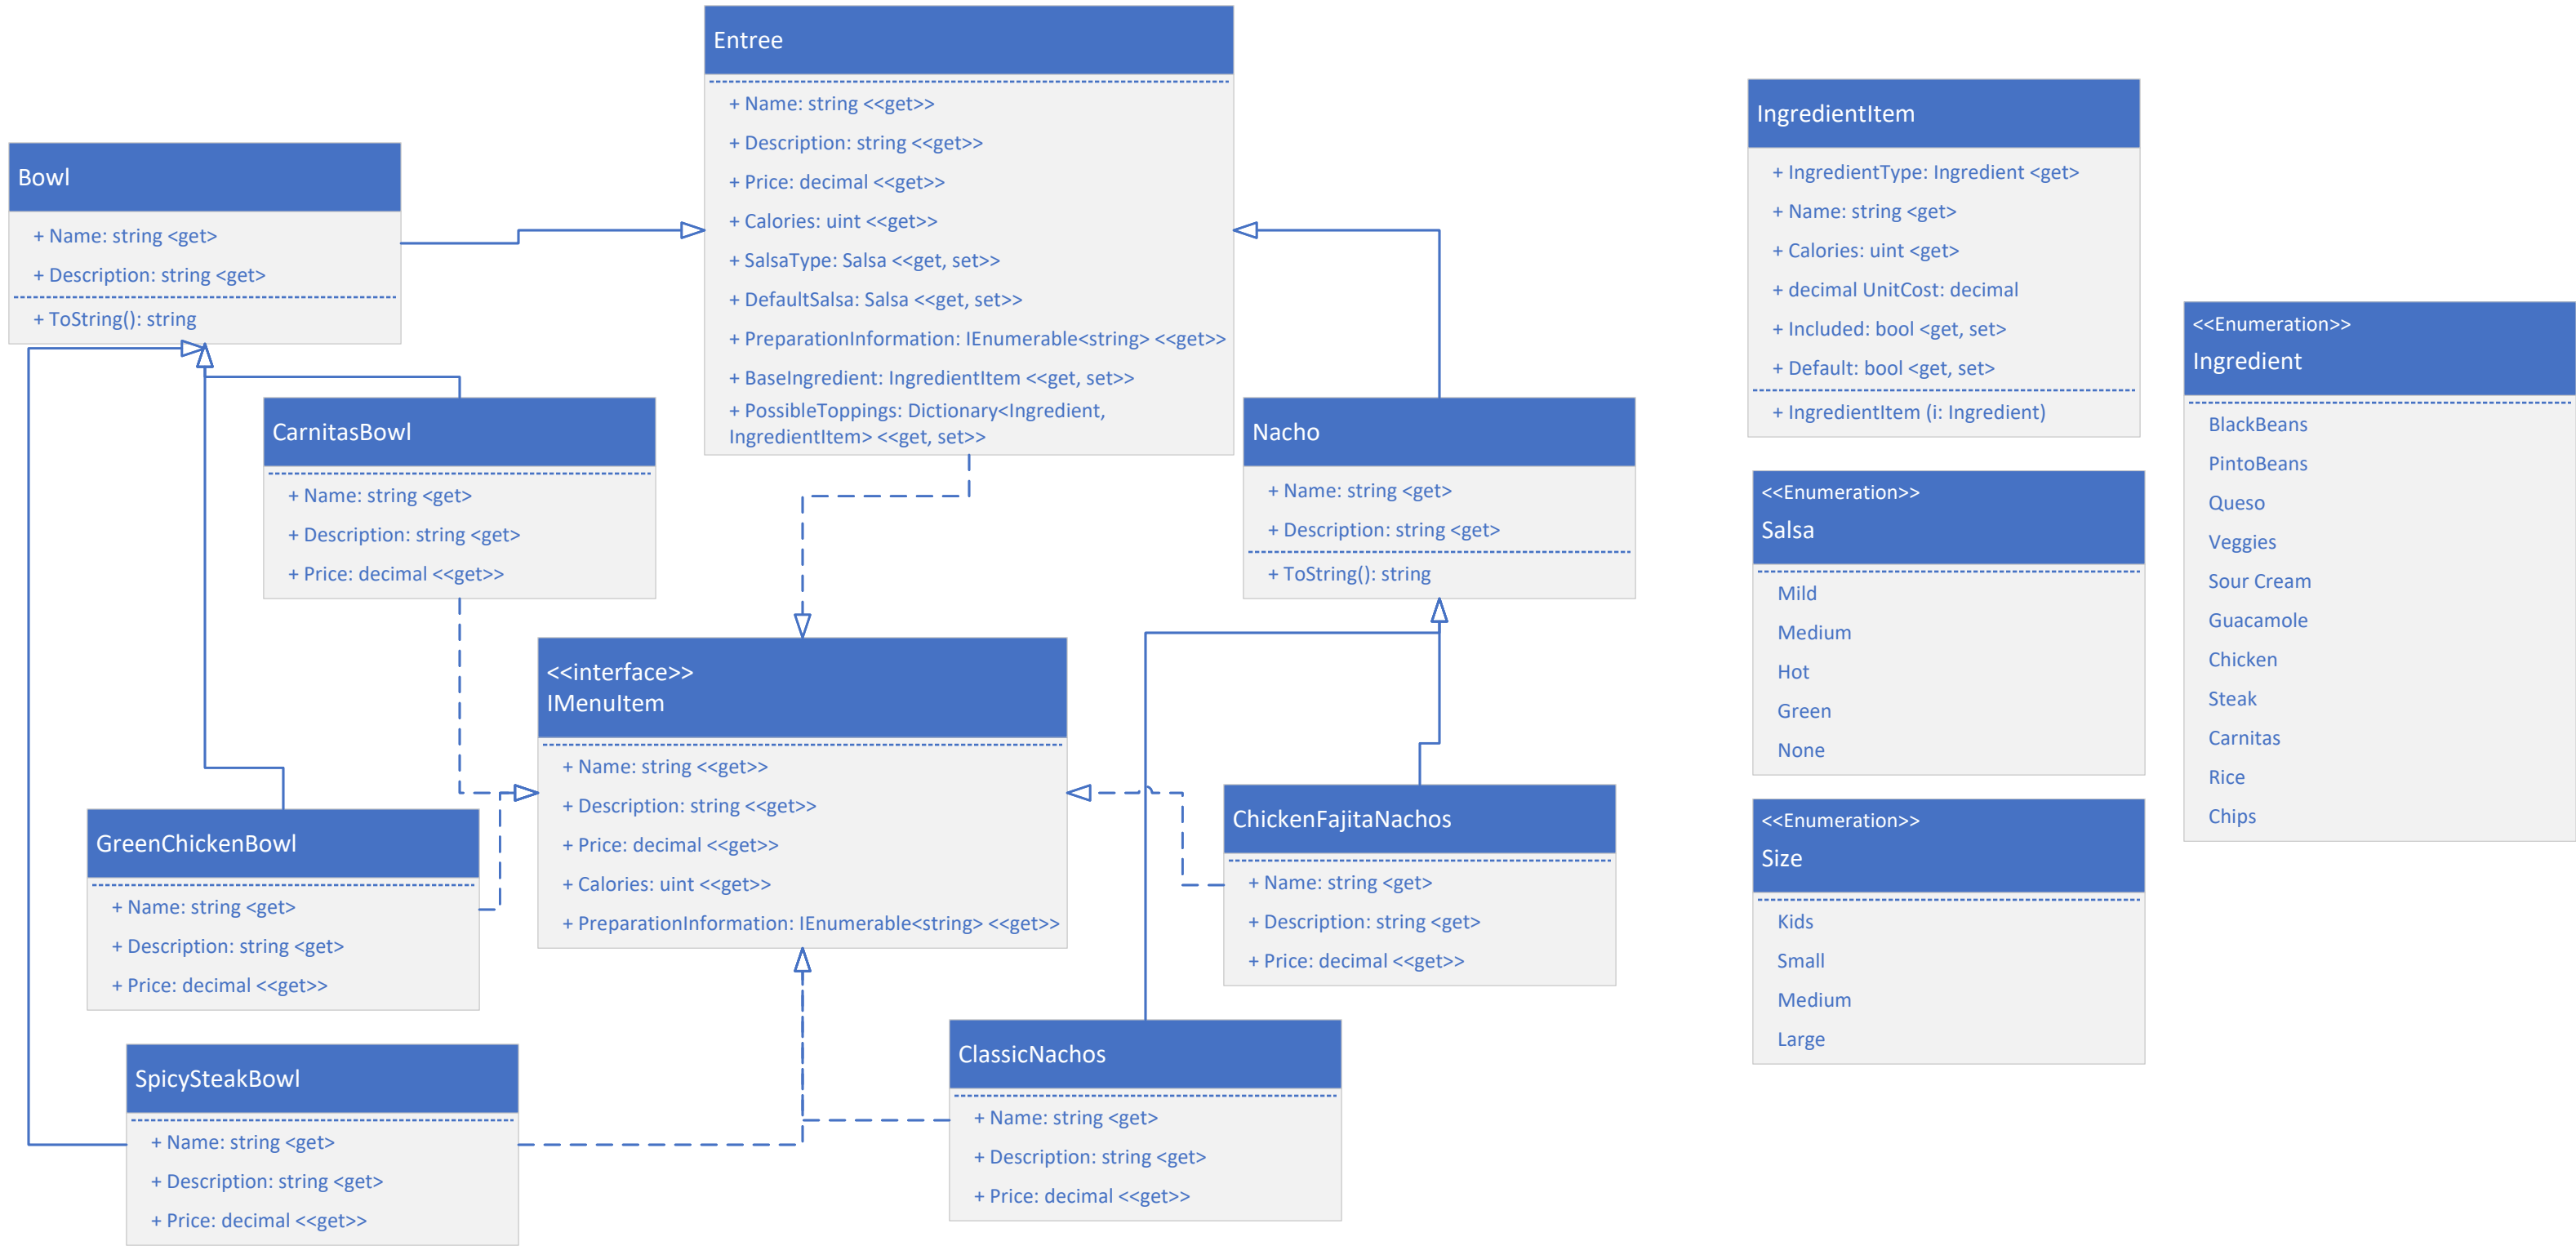 Entree
+ Name: string <<get>>
+ Description: string <<get>>
+ Price: decimal <<get>>
+ Calories: uint <<get>>
+ SalsaType: Salsa <<get, set>>
+ DefaultSalsa: Salsa <<get, set>>
+ PreparationInformation: IEnumerable<string> <<get>>
+ BaseIngredient: IngredientItem <<get, set>>
+ PossibleToppings: Dictionary<Ingredient,
IngredientItem> <<get, set>>
Bowl
+ Name: string <get>
+ Description: string <get>
+ ToString(): string
CarnitasBowl
+ Name: string <get>
+ Description: string <get>
+ Price: decimal <<get>>
Nacho
+ Name: string <get>
+ Description: string <get>
+ ToString(): string
<<interface>>
IMenuItem
+ Name: string <<get>>
+ Description: string <<get>>
+ Price: decimal <<get>>
+ Calories: uint <<get>>
+ PreparationInformation: IEnumerable<string> <<get>>
GreenChickenBowl
+ Name: string <get>
+ Description: string <get>
+ Price: decimal <<get>>
ChickenFajitaNachos
+ Name: string <get>
+ Description: string <get>
+ Price: decimal <<get>>
SpicySteakBowl
+ Name: string <get>
+ Description: string <get>
+ Price: decimal <<get>>
ClassicNachos
+ Name: string <get>
+ Description: string <get>
+ Price: decimal <<get>>
IngredientItem
+ IngredientType: Ingredient <get>
+ Name: string <get>
+ Calories: uint <get>
+ decimal UnitCost: decimal
+ Included: bool <get, set>
+ Default: bool <get, set>
+ IngredientItem (i: Ingredient)
<<Enumeration>>
Salsa
Mild
Medium
Hot
Green
None
<<Enumeration>>
Size
Kids
Small
Medium
Large
<<Enumeration>>
Ingredient
BlackBeans
PintoBeans
Queso
Veggies
Sour Cream
Guacamole
Chicken
Steak
Carnitas
Rice
Chips